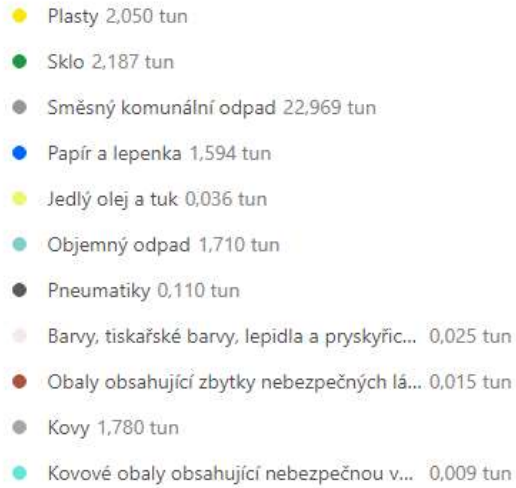 Plasty 2,050 tun
Sklo 2,187 tun
Směsný komunální odpad 22,969 tun
Papír a lepenka 1,594 tun
Jedlý olej a tuk 0,036 tun
Objemný odpad 1,710 tun
Pneumatiky 0,110 tun
Barvy, tiskařské barvy, lepidla a pryskyřic... 0,025 tun
Obaly obsahující zbytky nebezpečných lá... 0,015 tun
Kovy 1,780 tun
Kovové obaly obsahující nebezpečnou v... 0,009 tun